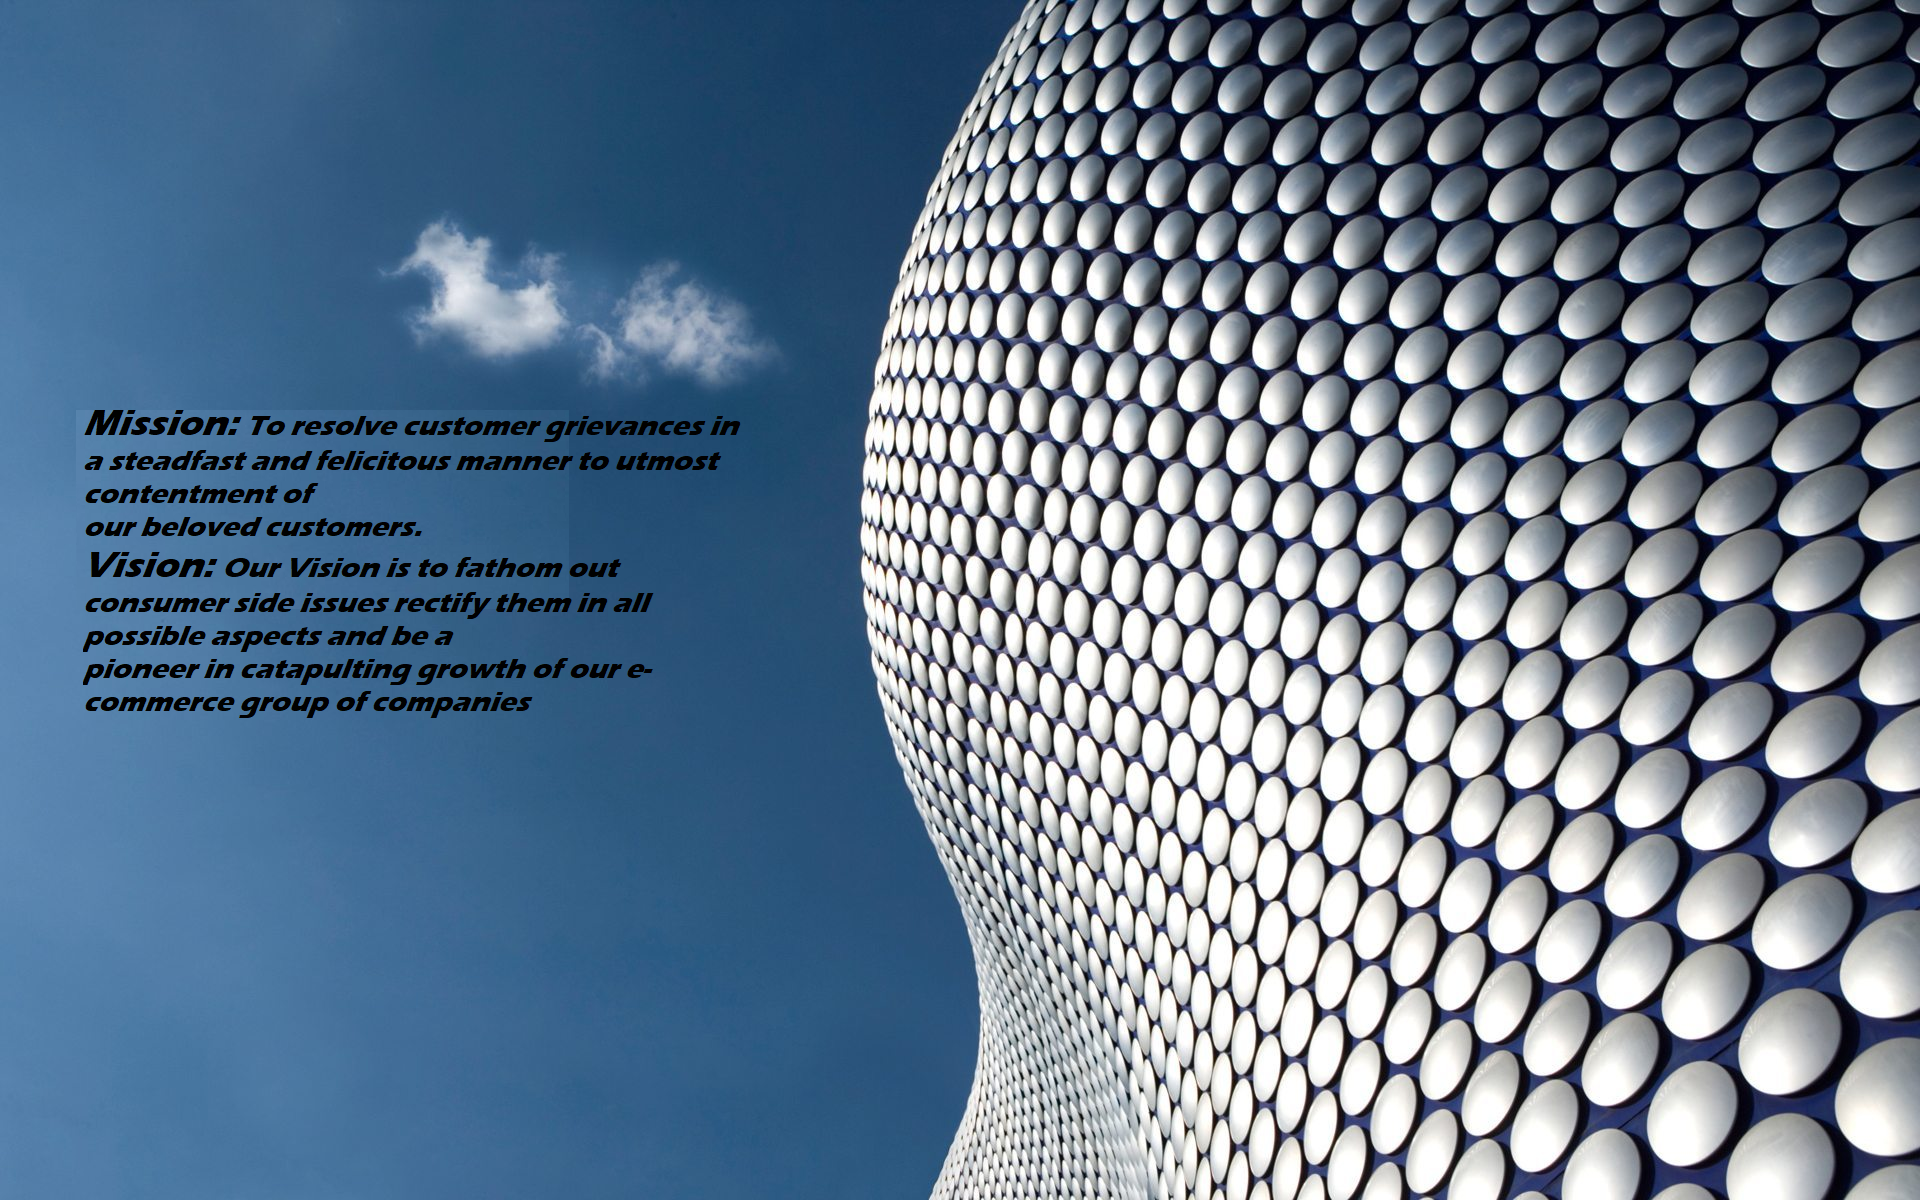 Mission: To resolve customer grievances in
a steadfast and felicitous manner to utmost
contentment of
our beloved customers.
Vision: Our Vision is to fathom out
consumer side issues rectify them in all
possible aspects and be a
pioneer in catapulting growth of our e-
commerce group of companies